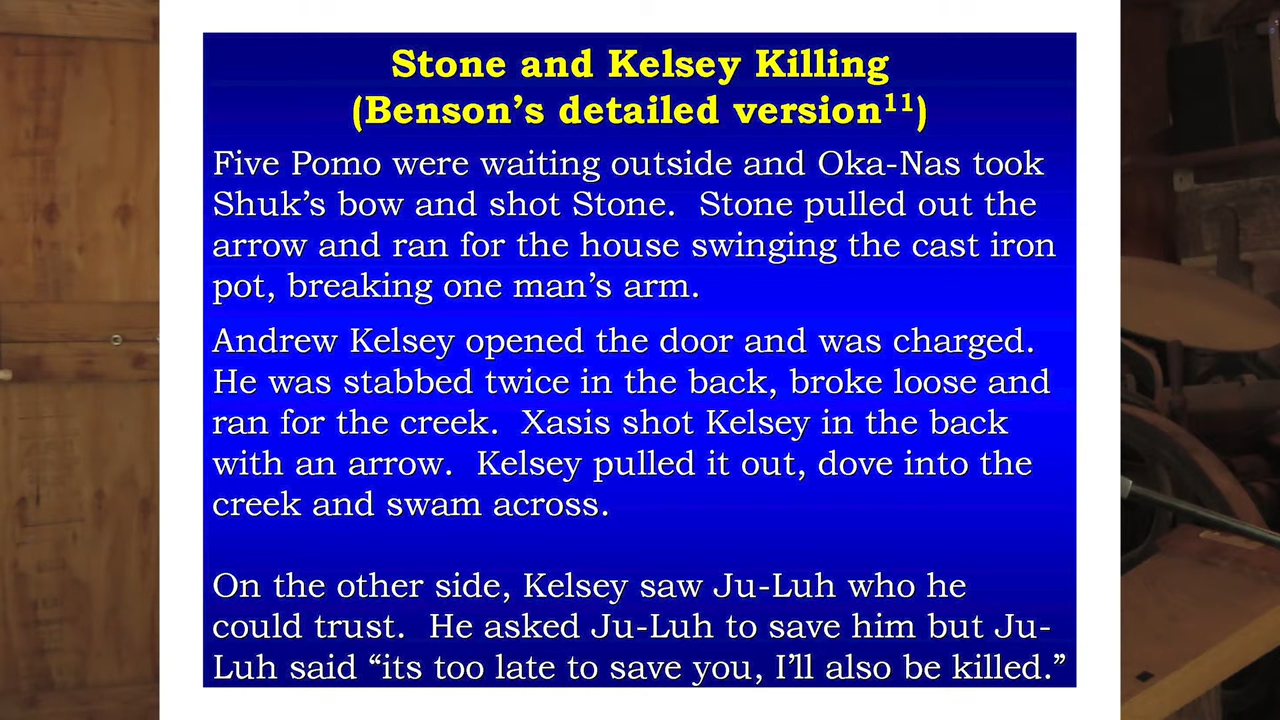 Stone and Kelsey Killing
(Benson’s detailed version¹¹)
Five Pomo were waiting outside and Oka-Nas took
Shuk’s bow and shot Stone.  Stone pulled out the
arrow and ran for the house swinging the cast iron
pot, breaking one man’s arm.
Andrew Kelsey opened the door and was charged.
He was stabbed twice in the back, broke loose and
ran for the creek.  Xasis shot Kelsey in the back
with an arrow.  Kelsey pulled it out, dove into the
creek and swam across.
On the other side, Kelsey saw Ju-Luh who he
could trust.  He asked Ju-Luh to save him but Ju-
Luh said “its too late to save you, I’ll also be killed.”